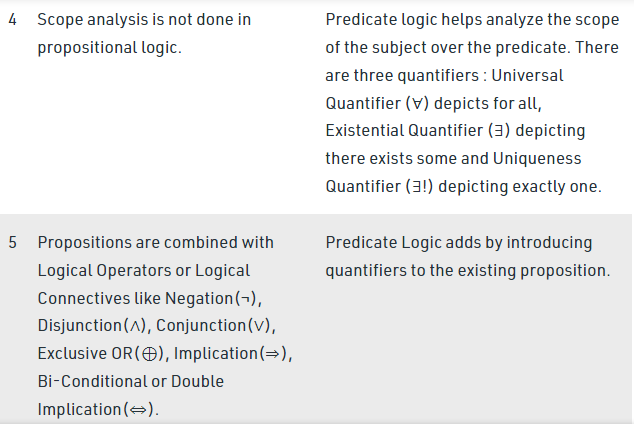 4 Scope analysis is not done in
propositional logic.
Predicate logic helps analyze the scope
of the subject over the predicate. There
are three quantifiers : Universal
Quantifier (∀) depicts for all,
Existential Quantifier (∃) depicting
there exists some and Uniqueness
Quantifier (∃!) depicting exactly one.
5 Propositions are combined with
Logical Operators or Logical
Connectives like Negation(¬),
Disjunction(∧), Conjunction(∨),
Exclusive OR(⊕), Implication(⇒),
Bi-Conditional or Double
Implication(⇔).
Predicate Logic adds by introducing
quantifiers to the existing proposition.